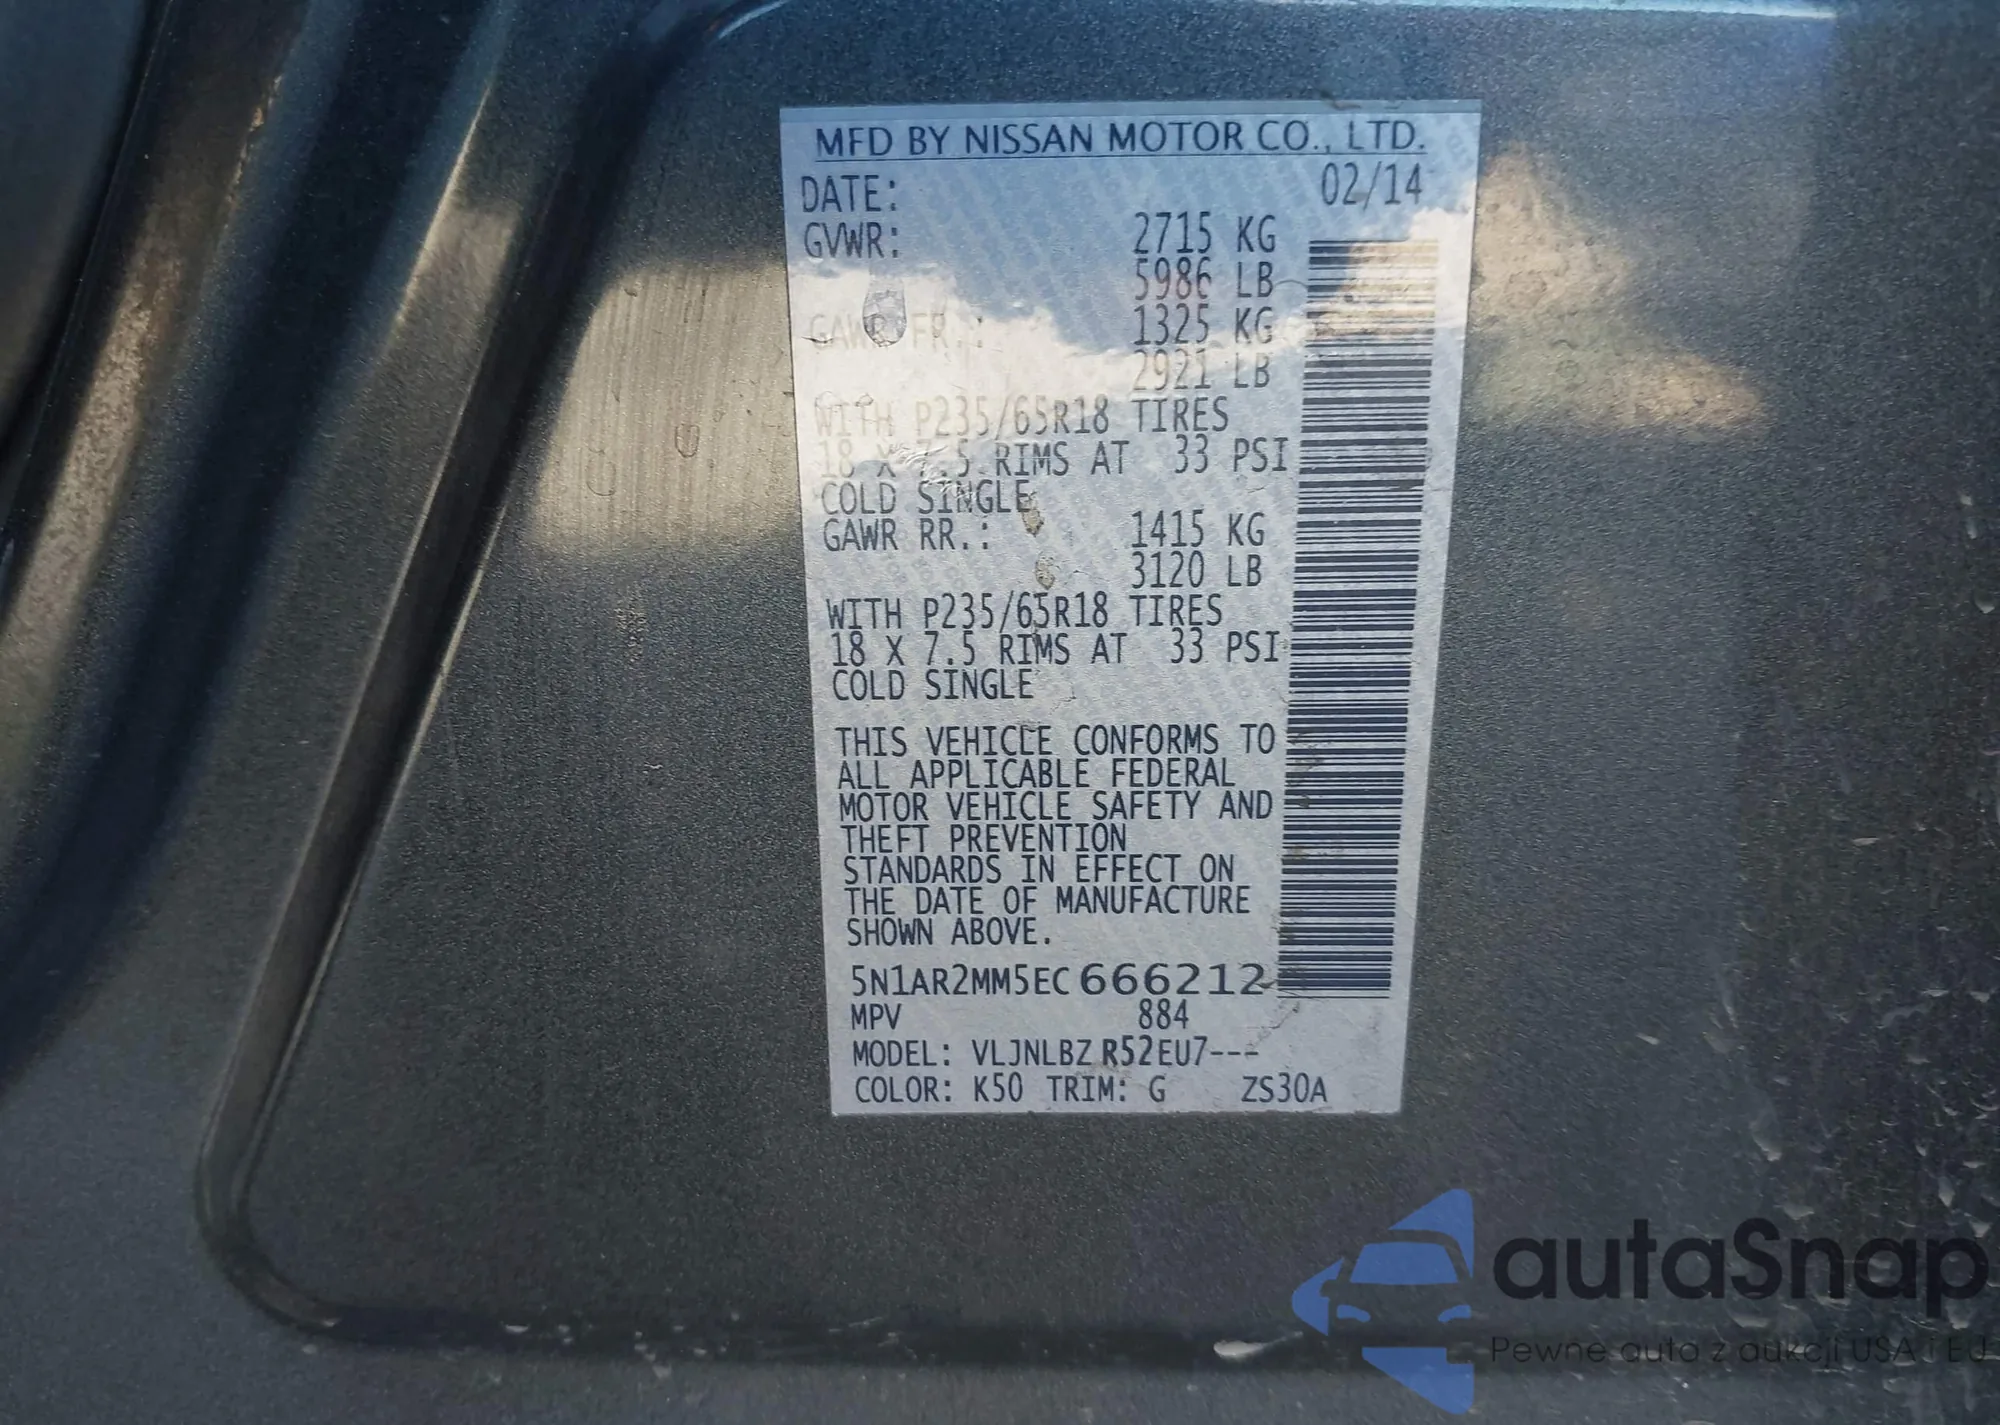 MFD BY NISSAN MOTOR CO., LTD.
DATE: 02/14
GVWR: 2715 KG
5986 LB
GAWR FR.: 1325 KG
2921 LB
WITH P235/65R18 TIRES
18 X 7.5 RIMS AT 33 PSI
COLD SINGLE
GAWR RR.: 1415 KG
3120 LB
WITH P235/65R18 TIRES
18 X 7.5 RIMS AT 33 PSI
COLD SINGLE
THIS VEHICLE CONFORMS TO
ALL APPLICABLE FEDERAL
MOTOR VEHICLE SAFETY AND
THEFT PREVENTION
STANDARDS IN EFFECT ON
THE DATE OF MANUFACTURE
SHOWN ABOVE.
5N1AR2MM5EC666212
MPV 884
MODEL: VLJNLBZ R52EU7---
COLOR: K50 TRIM: G ZS30A
autaSnap
Pewne auto z aukcji USA i EU